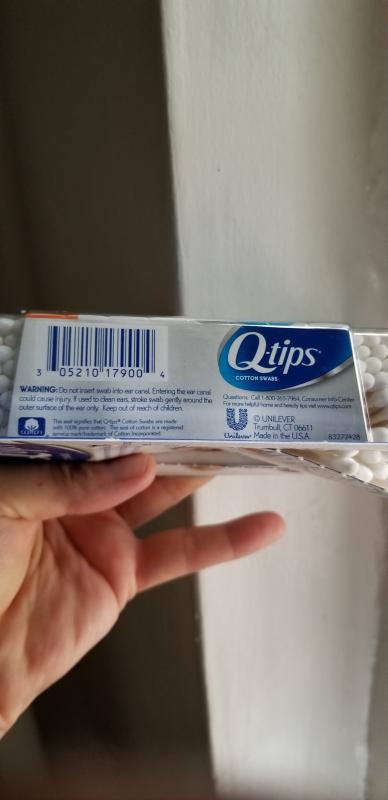 Q-tips®
COTTON SWABS
3 05210 17900 4
WARNING: Do not insert swab into ear canal. Entering the ear canal
could cause injury. If used to clean ears, stroke swab gently around the
outer surface of the ear only. Keep out of reach of children.
This seal signifies that Q-tips® Cotton Swabs are made
with 100% pure cotton. The seal of cotton is a registered
service mark/trademark of Cotton Incorporated.
Questions: Call 1-800-265-7964, Consumer Info Center
For more helpful home and beauty tips visit www.qtips.com
Unilever
© UNILEVER
Trumbull, CT 06611
Made in the U.S.A.
83272428